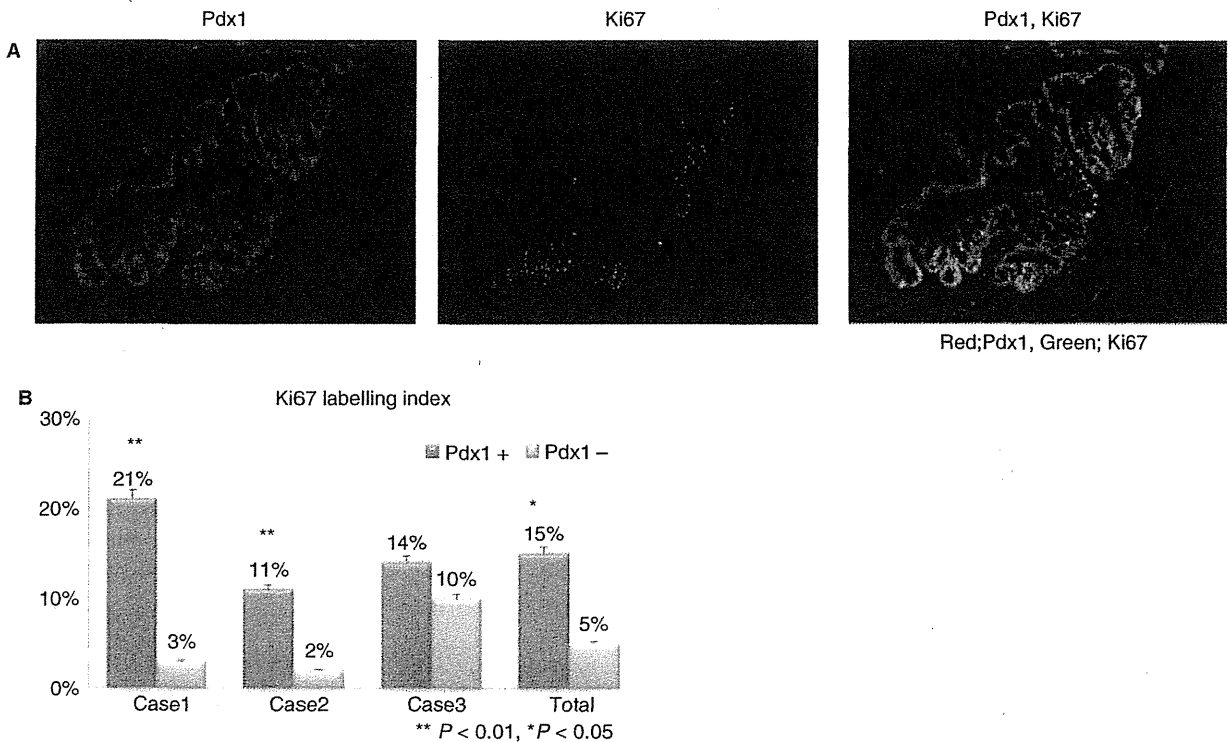 Pdx1
Ki67
Pdx1, Ki67
A
Red;Pdx1, Green; Ki67
B
Ki67 labelling index
30%
20%
10%
0%
Pdx1 + Pdx1 –
**
21%
3%
**
11%
2%
14%
10%
*
15%
5%
Case1
Case2
Case3
Total
** P < 0.01, *P < 0.05